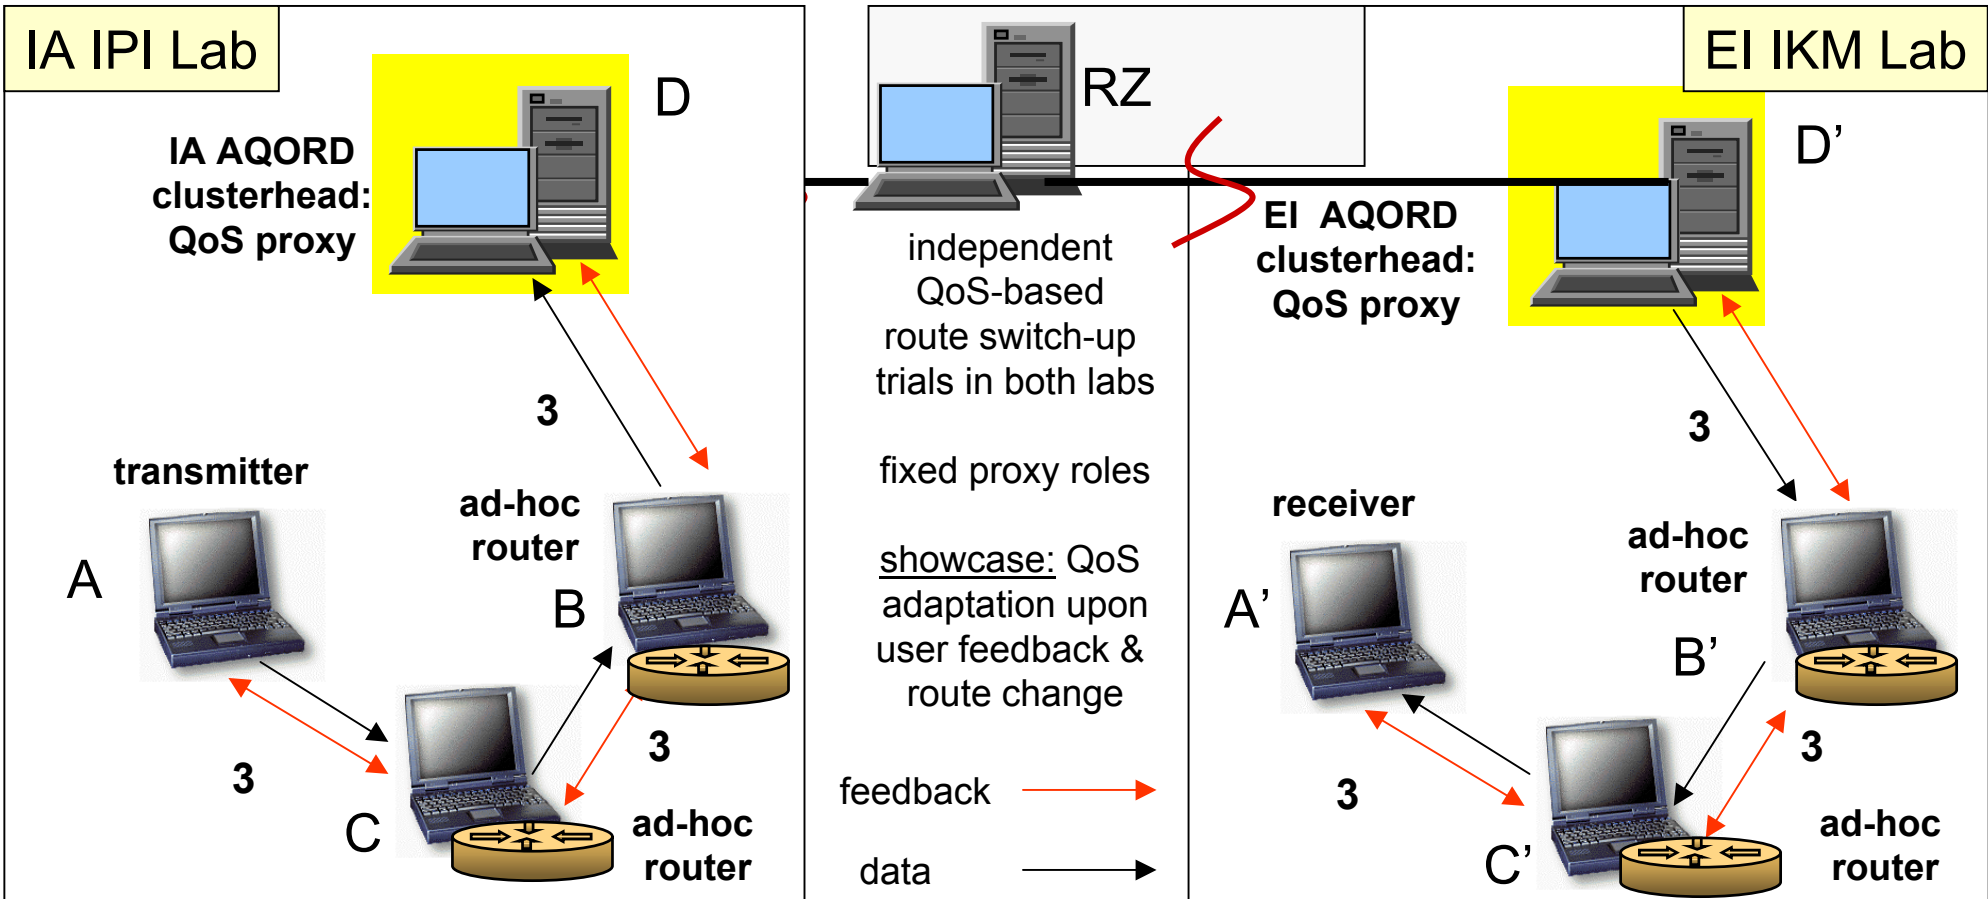 IA IPI Lab
D
IA AQORD
clusterhead:
QoS proxy
3
transmitter
ad-hoc
router
A
B
3
3
C
ad-hoc
router
RZ
independent
QoS-based
route switch-up
trials in both labs
fixed proxy roles
showcase: QoS
adaptation upon
user feedback &
route change
feedback
data
EI IKM Lab
D’
EI AQORD
clusterhead:
QoS proxy
3
receiver
ad-hoc
router
A’
B’
3
3
C’
ad-hoc
router